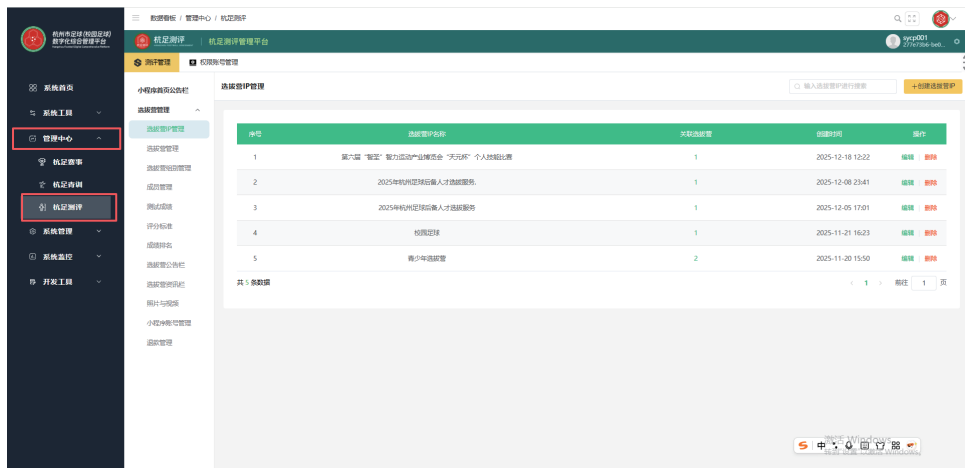 杭州市足球(校园足球)
数字化综合管理平台
系统首页
系统工具
管理中心
杭足赛事
杭足青训
杭足测评
系统管理
系统监控
开发工具
数据看板 / 管理中心 / 杭足测评
杭足测评
杭足测评管理平台
sycp001
277e73b6-be0...
测评管理
权限账号管理
小程序首页公告栏
选拔营管理
选拔营IP管理
选拔营管理
选拔营组别管理
成员管理
测试成绩
评分标准
成绩排名
选拔营公告栏
选拔营资讯栏
照片与视频
小程序账号管理
退款管理
选拔营IP管理
输入选拔营IP进行搜索
+创建选拔营IP
序号 选拔营IP名称 关联选拔营 创建时间 操作
1 第六届“智圣”智力运动产业博览会“天元杯”个人技能比赛 1 2025-12-18 12:22 编辑 删除
2 2025年杭州足球后备人才选拔服务. 1 2025-12-08 23:41 编辑 删除
3 2025年杭州足球后备人才选拔服务 1 2025-12-05 17:01 编辑 删除
4 校园足球 1 2025-11-21 16:23 编辑 删除
5 青少年选拔营 2 2025-11-20 15:50 编辑 删除
共 5 条数据
1
前往 1 页
激活 Windows
中